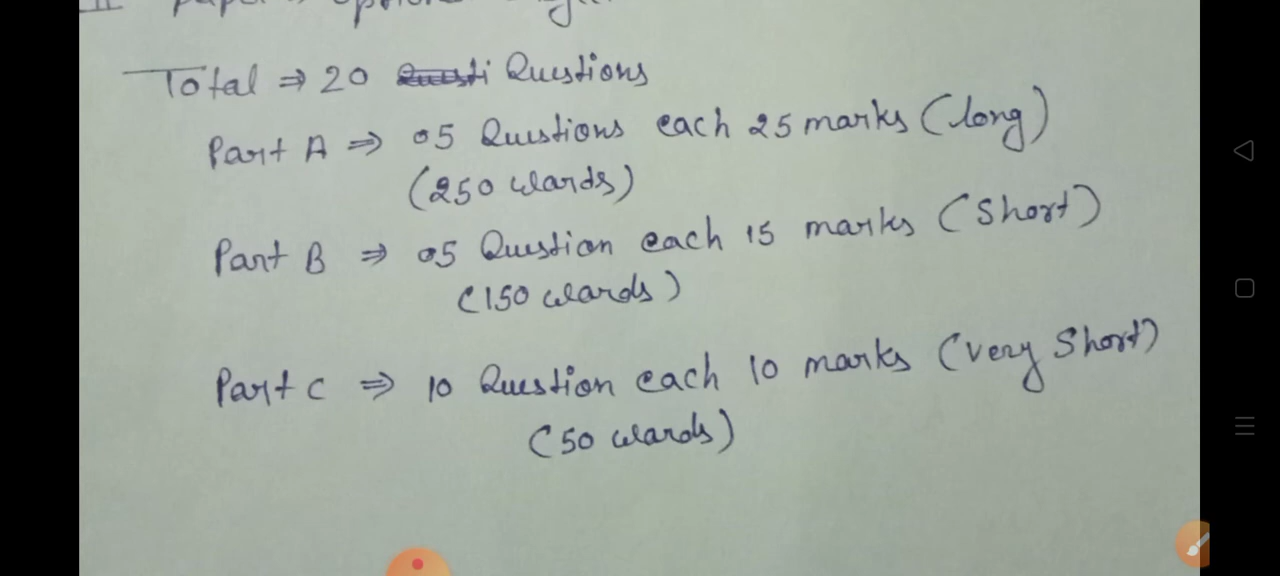 Total ⇒ 20 Questions
Part A ⇒ 05 Questions each 25 marks (long)
(250 wards)
Part B ⇒ 05 Question each 15 marks (Short)
(150 wards)
Part C ⇒ 10 Question each 10 marks (Very Short)
(50 wards)